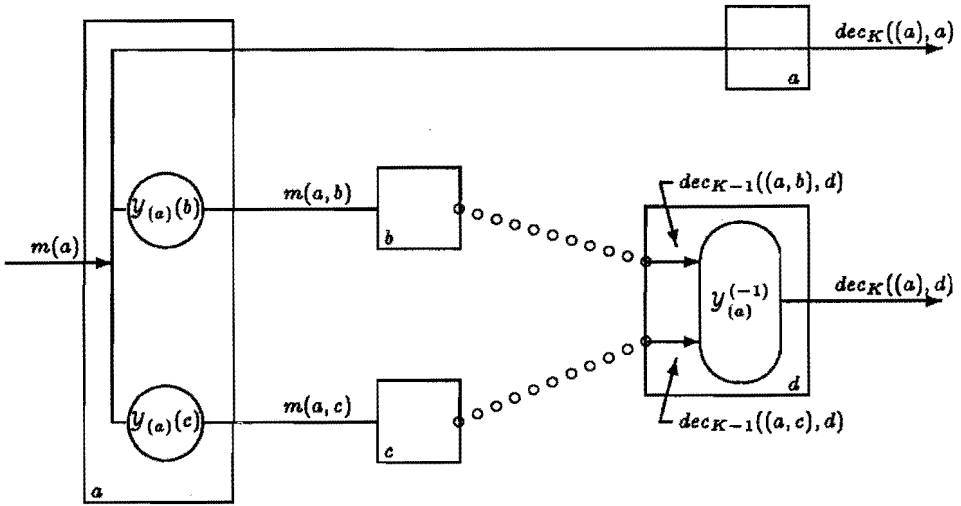 dec_K((a), a)
a
dec_{K-1}((a, b), d)
y_{(a)}(b)
m(a, b)
b
m(a)
y_{(a)}^{(-1)}
dec_K((a), d)
d
y_{(a)}(c)
m(a, c)
dec_{K-1}((a, c), d)
c
a